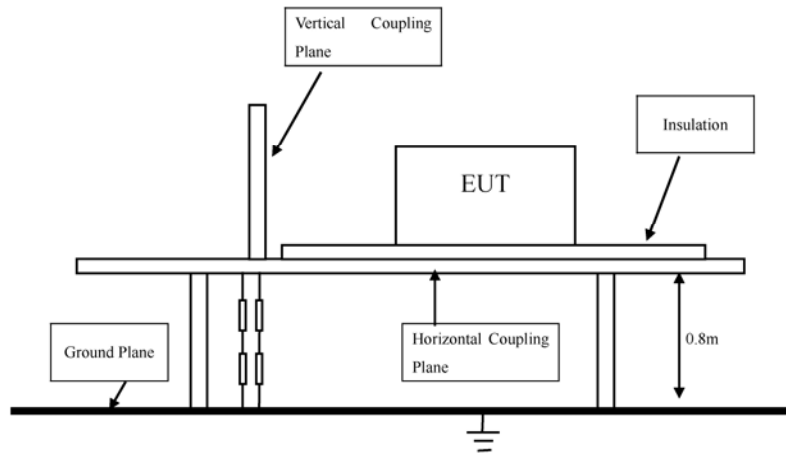 Vertical Coupling
Plane
Insulation
EUT
Ground Plane
Horizontal Coupling
Plane
0.8m